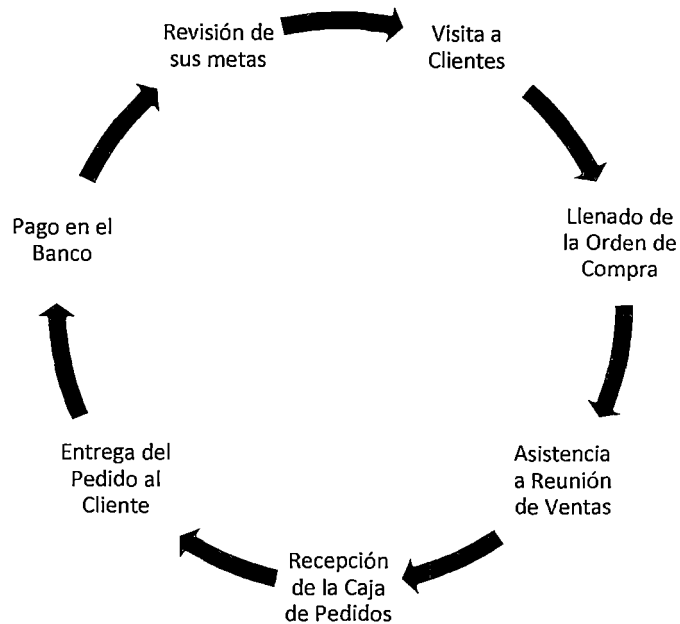 Revisión de
sus metas
Visita a
Clientes
Llenado de
la Orden de
Compra
Asistencia
a Reunión
de Ventas
Recepción
de la Caja
de Pedidos
Entrega del
Pedido al
Cliente
Pago en el
Banco